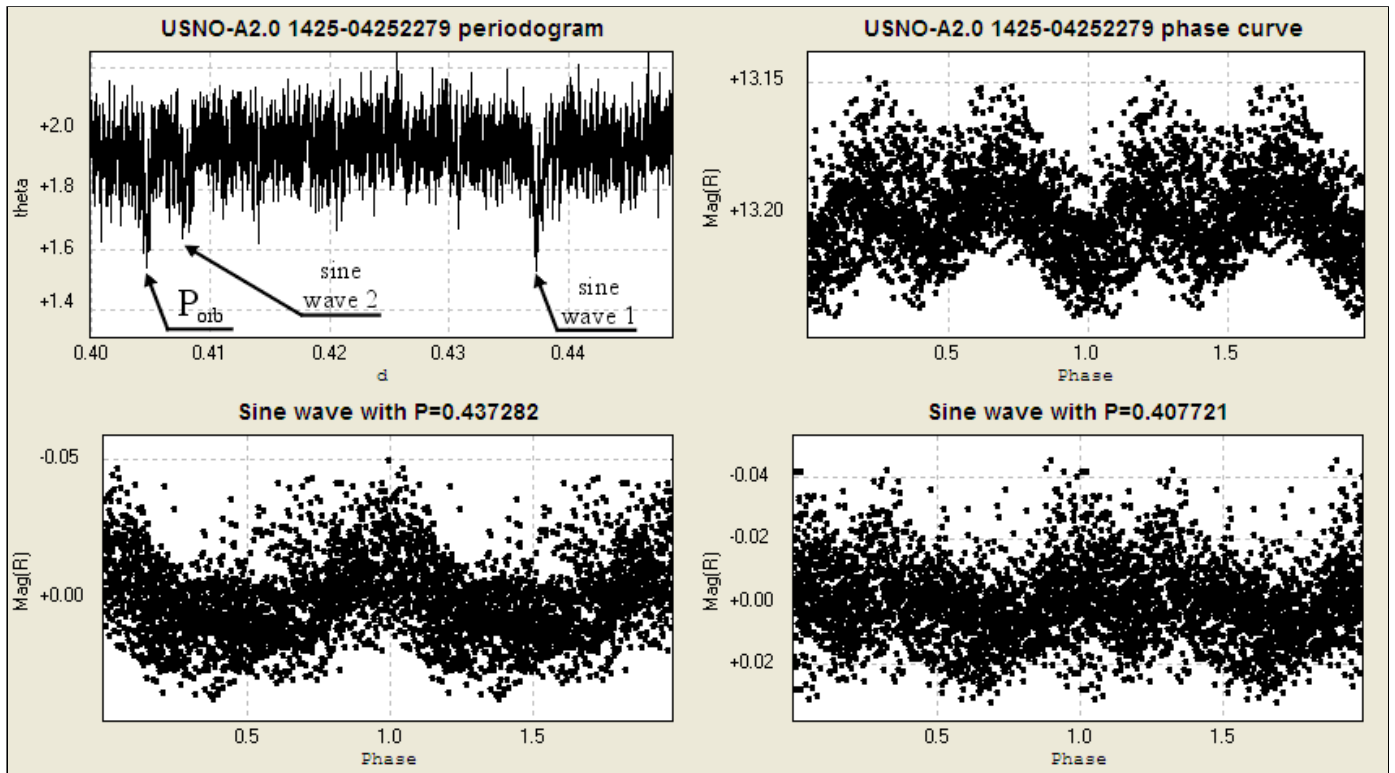 USNO-A2.0 1425-04252279 periodogram
+2.0
+1.8
+1.6
+1.4
theta
P_orb
sine
wave 2
sine
wave 1
0.40 0.41 0.42 0.43 0.44
d
USNO-A2.0 1425-04252279 phase curve
+13.15
+13.20
Mag(R)
0.5 1.0 1.5
Phase
Sine wave with P=0.437282
-0.05
+0.00
Mag(R)
0.5 1.0 1.5
Phase
Sine wave with P=0.407721
-0.04
-0.02
+0.00
+0.02
Mag(R)
0.5 1.0 1.5
Phase